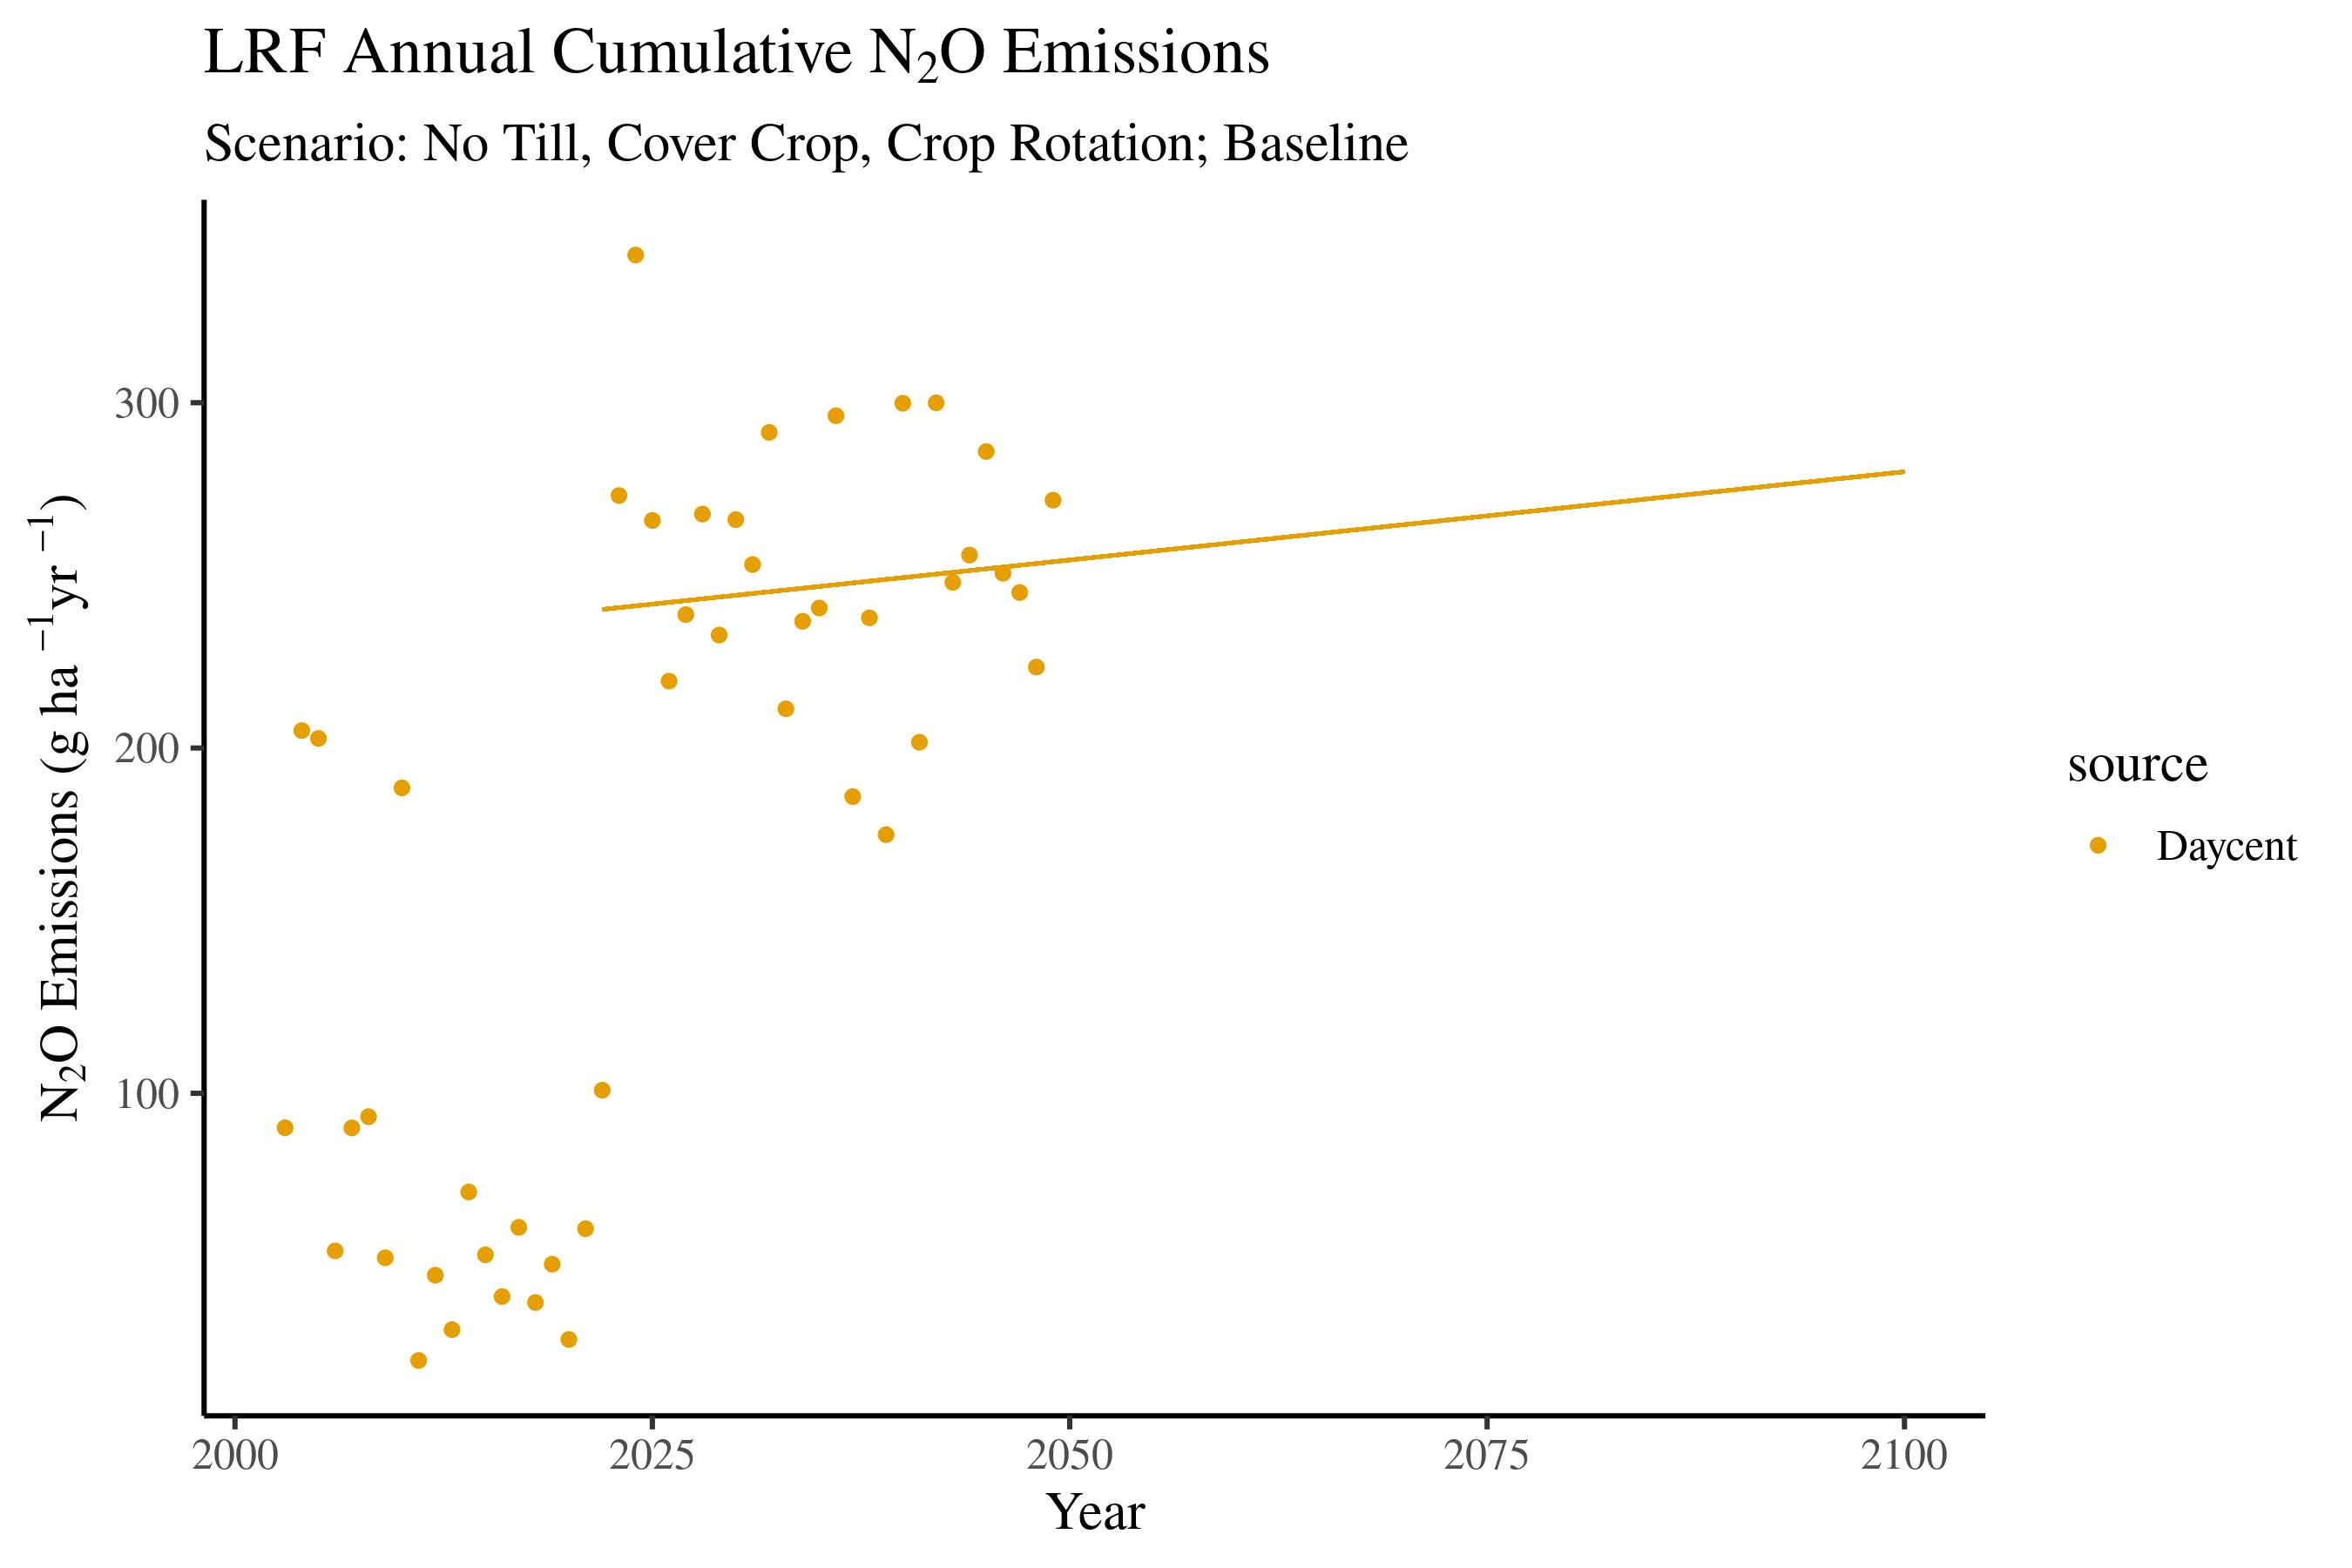 LRF Annual Cumulative N₂O Emissions
Scenario: No Till, Cover Crop, Crop Rotation; Baseline
N₂O Emissions (g ha ⁻¹yr ⁻¹)
300
200
100
2000 2025 2050 2075 2100
Year
source
Daycent